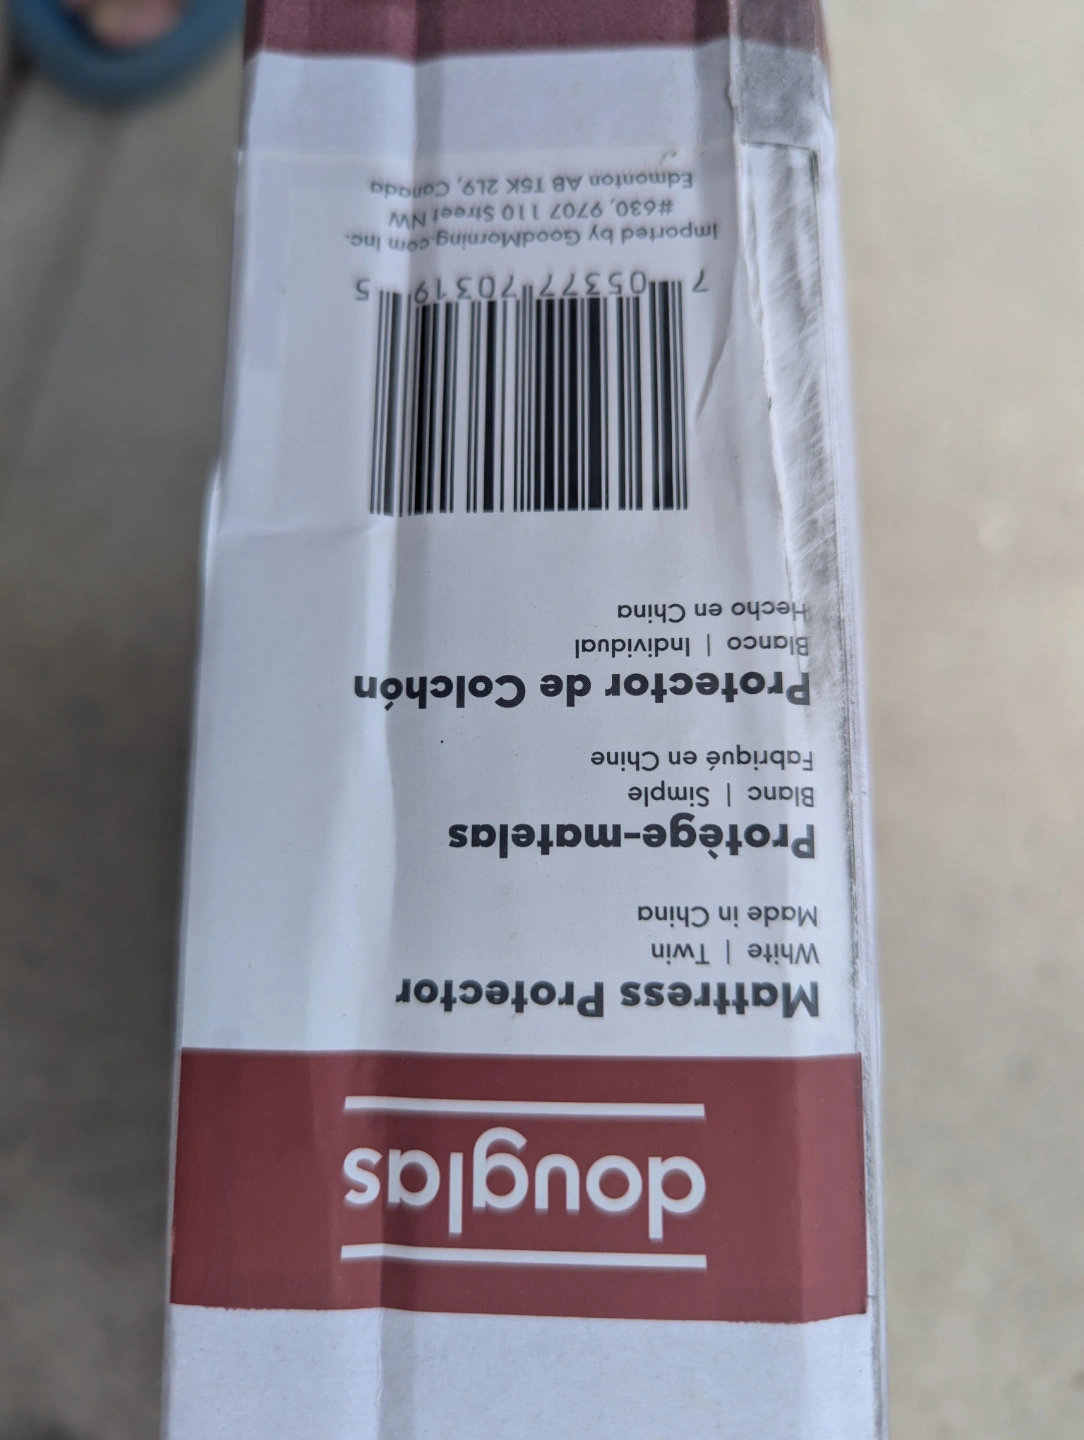 douglas
Mattress Protector
White | Twin
Made in China
Protège-matelas
Blanc | Simple
Fabriqué en Chine
Protector de Colchón
Blanco | Individual
Hecho en China
7 05377 70319 5
Imported by GoodMorning.com Inc.
#630, 9707 110 Street NW
Edmonton AB T5K 2L9, Canada